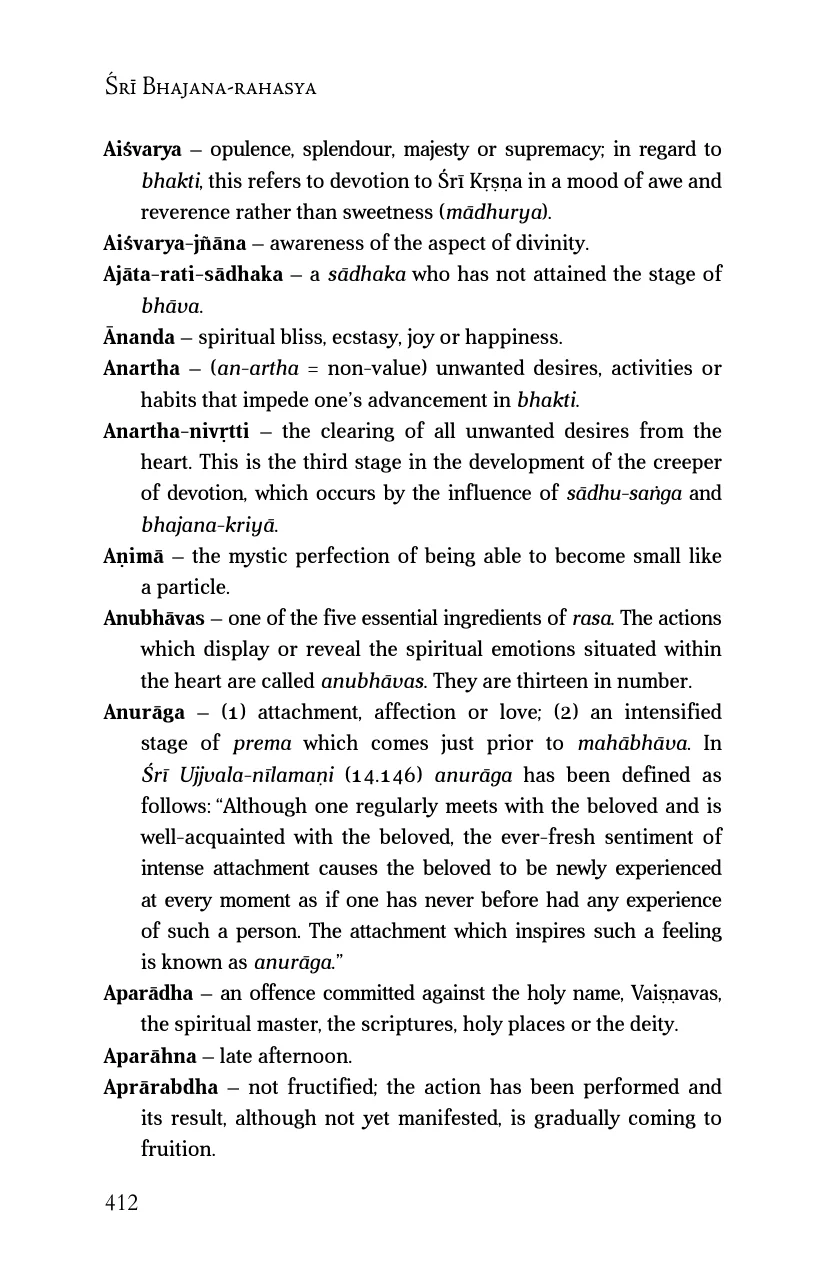 Śrī Bhajana-rahasya
Aiśvarya – opulence, splendour, majesty or supremacy; in regard to
bhakti, this refers to devotion to Śrī Kṛṣṇa in a mood of awe and
reverence rather than sweetness (mādhurya).
Aiśvarya-jñāna – awareness of the aspect of divinity.
Ajāta-rati-sādhaka – a sādhaka who has not attained the stage of
bhāva.
Ānanda – spiritual bliss, ecstasy, joy or happiness.
Anartha – (an-artha = non-value) unwanted desires, activities or
habits that impede one’s advancement in bhakti.
Anartha-nivṛtti – the clearing of all unwanted desires from the
heart. This is the third stage in the development of the creeper
of devotion, which occurs by the influence of sādhu-saṅga and
bhajana-kriyā.
Aṇimā – the mystic perfection of being able to become small like
a particle.
Anubhāvas – one of the five essential ingredients of rasa. The actions
which display or reveal the spiritual emotions situated within
the heart are called anubhāvas. They are thirteen in number.
Anurāga – (1) attachment, affection or love; (2) an intensified
stage of prema which comes just prior to mahābhāva. In
Śrī Ujjvala-nīlamaṇi (14.146) anurāga has been defined as
follows: “Although one regularly meets with the beloved and is
well-acquainted with the beloved, the ever-fresh sentiment of
intense attachment causes the beloved to be newly experienced
at every moment as if one has never before had any experience
of such a person. The attachment which inspires such a feeling
is known as anurāga.”
Aparādha – an offence committed against the holy name, Vaiṣṇavas,
the spiritual master, the scriptures, holy places or the deity.
Aparāhna – late afternoon.
Aprārabdha – not fructified; the action has been performed and
its result, although not yet manifested, is gradually coming to
fruition.
412